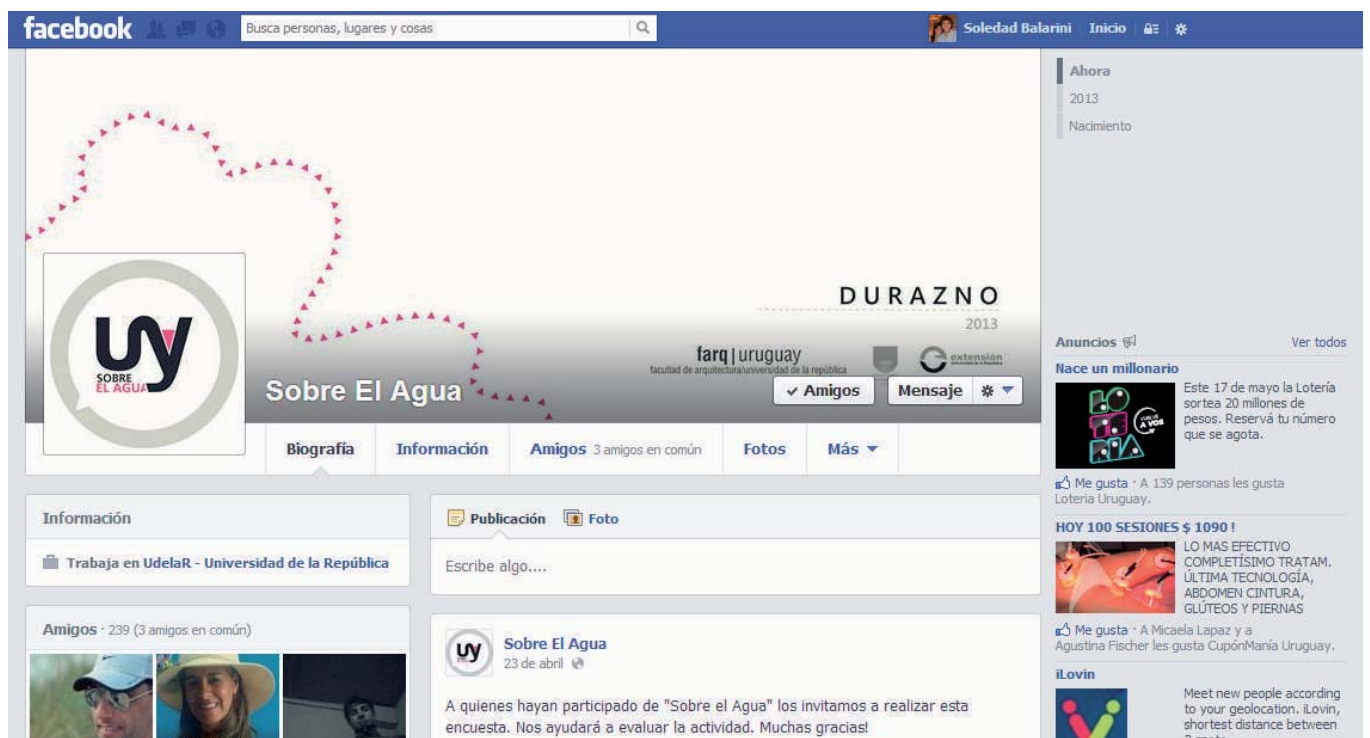 facebook
Busca personas, lugares y cosas
Soledad Balarini Inicio
Ahora
2013
Nacimiento
DURAZNO
2013
farq | uruguay
facultad de arquitectura/universidad de la república
extensión
uy
SOBRE
EL AGUA
Sobre El Agua
Amigos
Mensaje
Biografía
Información
Amigos 3 amigos en común
Fotos
Más
Información
Trabaja en UdelaR - Universidad de la República
Amigos · 239 (3 amigos en común)
Publicación Foto
Escribe algo....
uy
Sobre El Agua
23 de abril
A quienes hayan participado de "Sobre el Agua" los invitamos a realizar esta
encuesta. Nos ayudará a evaluar la actividad. Muchas gracias!
Anuncios Ver todos
Nace un millonario
LOTERIA
VUELVE
A VOS
Este 17 de mayo la Lotería
sortea 20 millones de
pesos. Reservá tu número
que se agota.
Me gusta · A 139 personas les gusta
Loteria Uruguay.
HOY 100 SESIONES $ 1090 !
LO MAS EFECTIVO
COMPLETÍSIMO TRATAM.
ÚLTIMA TECNOLOGÍA,
ABDOMEN CINTURA,
GLÚTEOS Y PIERNAS
Me gusta · A Micaela Lapaz y a
Agustina Fischer les gusta CupónManía Uruguay.
iLovin
Meet new people according
to your geolocation. iLovin,
shortest distance between